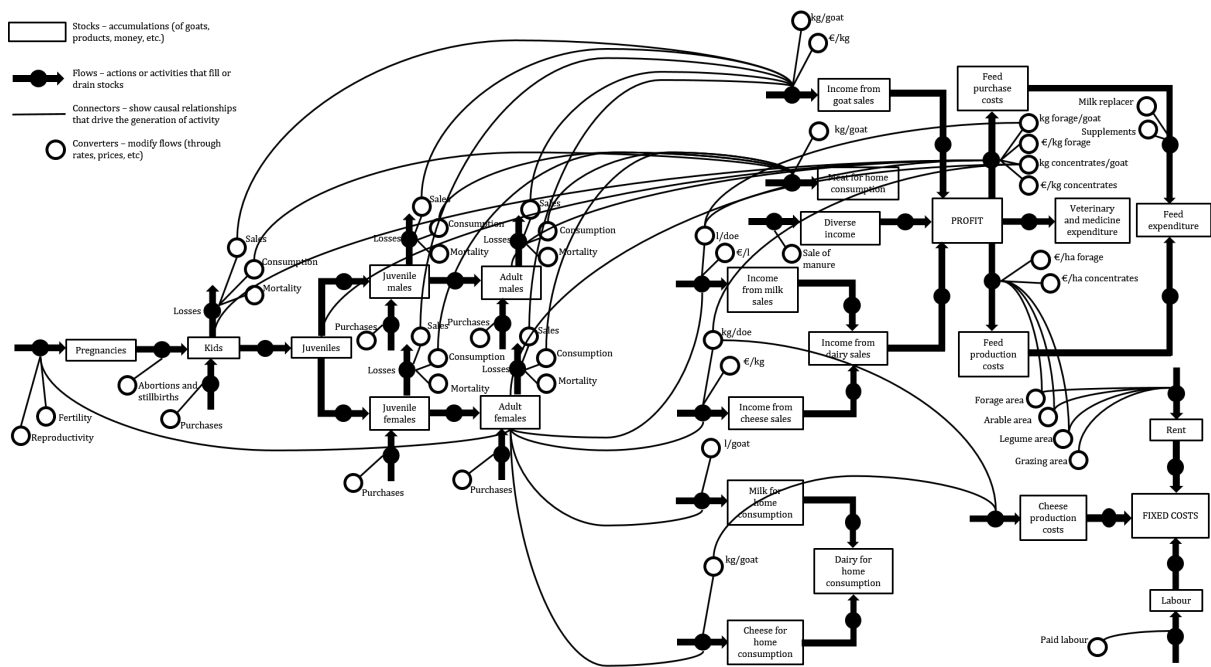 Stocks – accumulations (of goats,
products, money, etc.)
Flows – actions or activities that fill or
drain stocks
Connectors – show causal relationships
that drive the generation of activity
Converters – modify flows (through
rates, prices, etc)
kg/goat
€/kg
Income from
goat sales
kg/goat
Meat for home
consumption
Feed
purchase
costs
Milk replacer
Supplements
kg forage/goat
€/kg forage
kg concentrates/goat
€/kg concentrates
Diverse
income
Sale of
manure
PROFIT
Veterinary
and medicine
expenditure
Feed
expenditure
l/doe
€/l
Income
from milk
sales
€/ha forage
€/ha concentrates
Sales
Consumption
Mortality
Losses
Sales
Consumption
Mortality
Losses
Sales
Consumption
Mortality
Losses
Juvenile
males
Adult
males
Purchases
Purchases
Pregnancies
Kids
Juveniles
Abortions and
stillbirths
Purchases
Fertility
Reproductivity
Sales
Consumption
Mortality
Losses
Sales
Consumption
Mortality
Losses
Juvenile
females
Adult
females
Purchases
Purchases
kg/doe
€/kg
Income from
dairy sales
Income from
cheese sales
Feed
production
costs
Forage area
Arable area
Legume area
Grazing area
Rent
l/goat
Milk for
home
consumption
Cheese
production
costs
FIXED COSTS
kg/goat
Dairy for
home
consumption
Cheese for
home
consumption
Labour
Paid labour